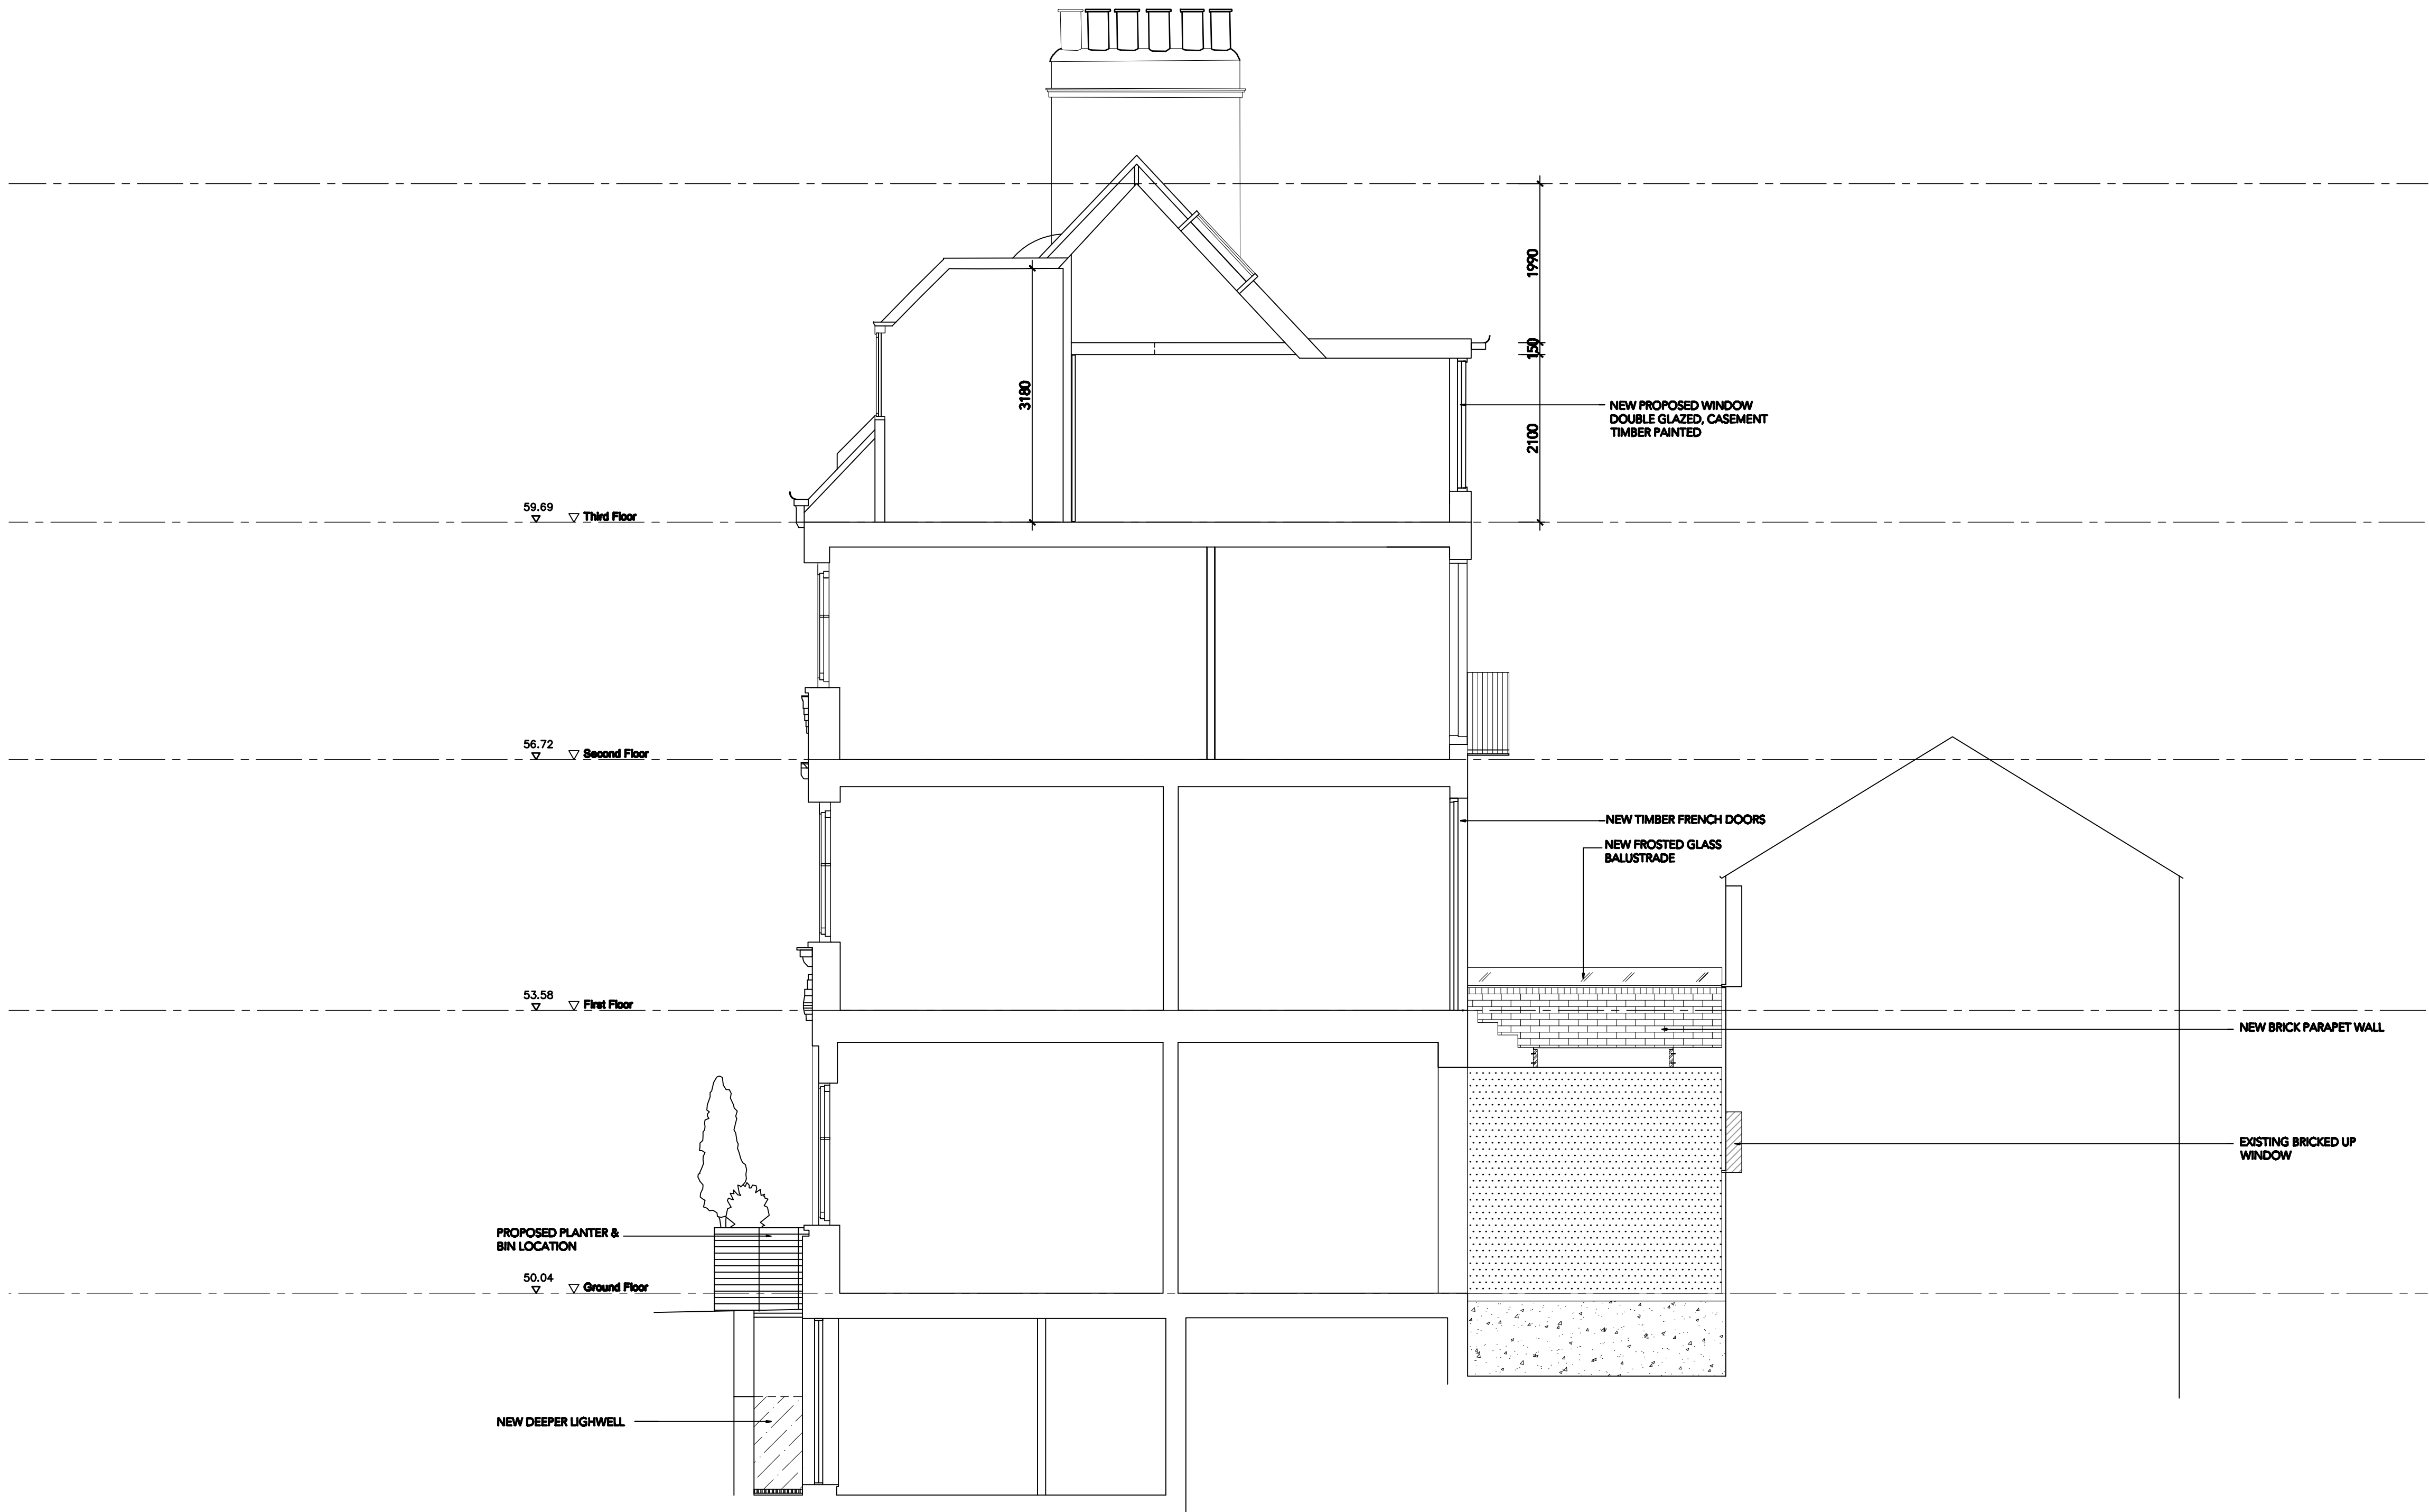 1990
150
3180
2100
NEW PROPOSED WINDOW
DOUBLE GLAZED, CASEMENT
TIMBER PAINTED
59.69
Third Floor
56.72
Second Floor
NEW TIMBER FRENCH DOORS
NEW FROSTED GLASS
BALUSTRADE
53.58
First Floor
NEW BRICK PARAPET WALL
EXISTING BRICKED UP
WINDOW
PROPOSED PLANTER &
BIN LOCATION
50.04
Ground Floor
NEW DEEPER LIGHWELL